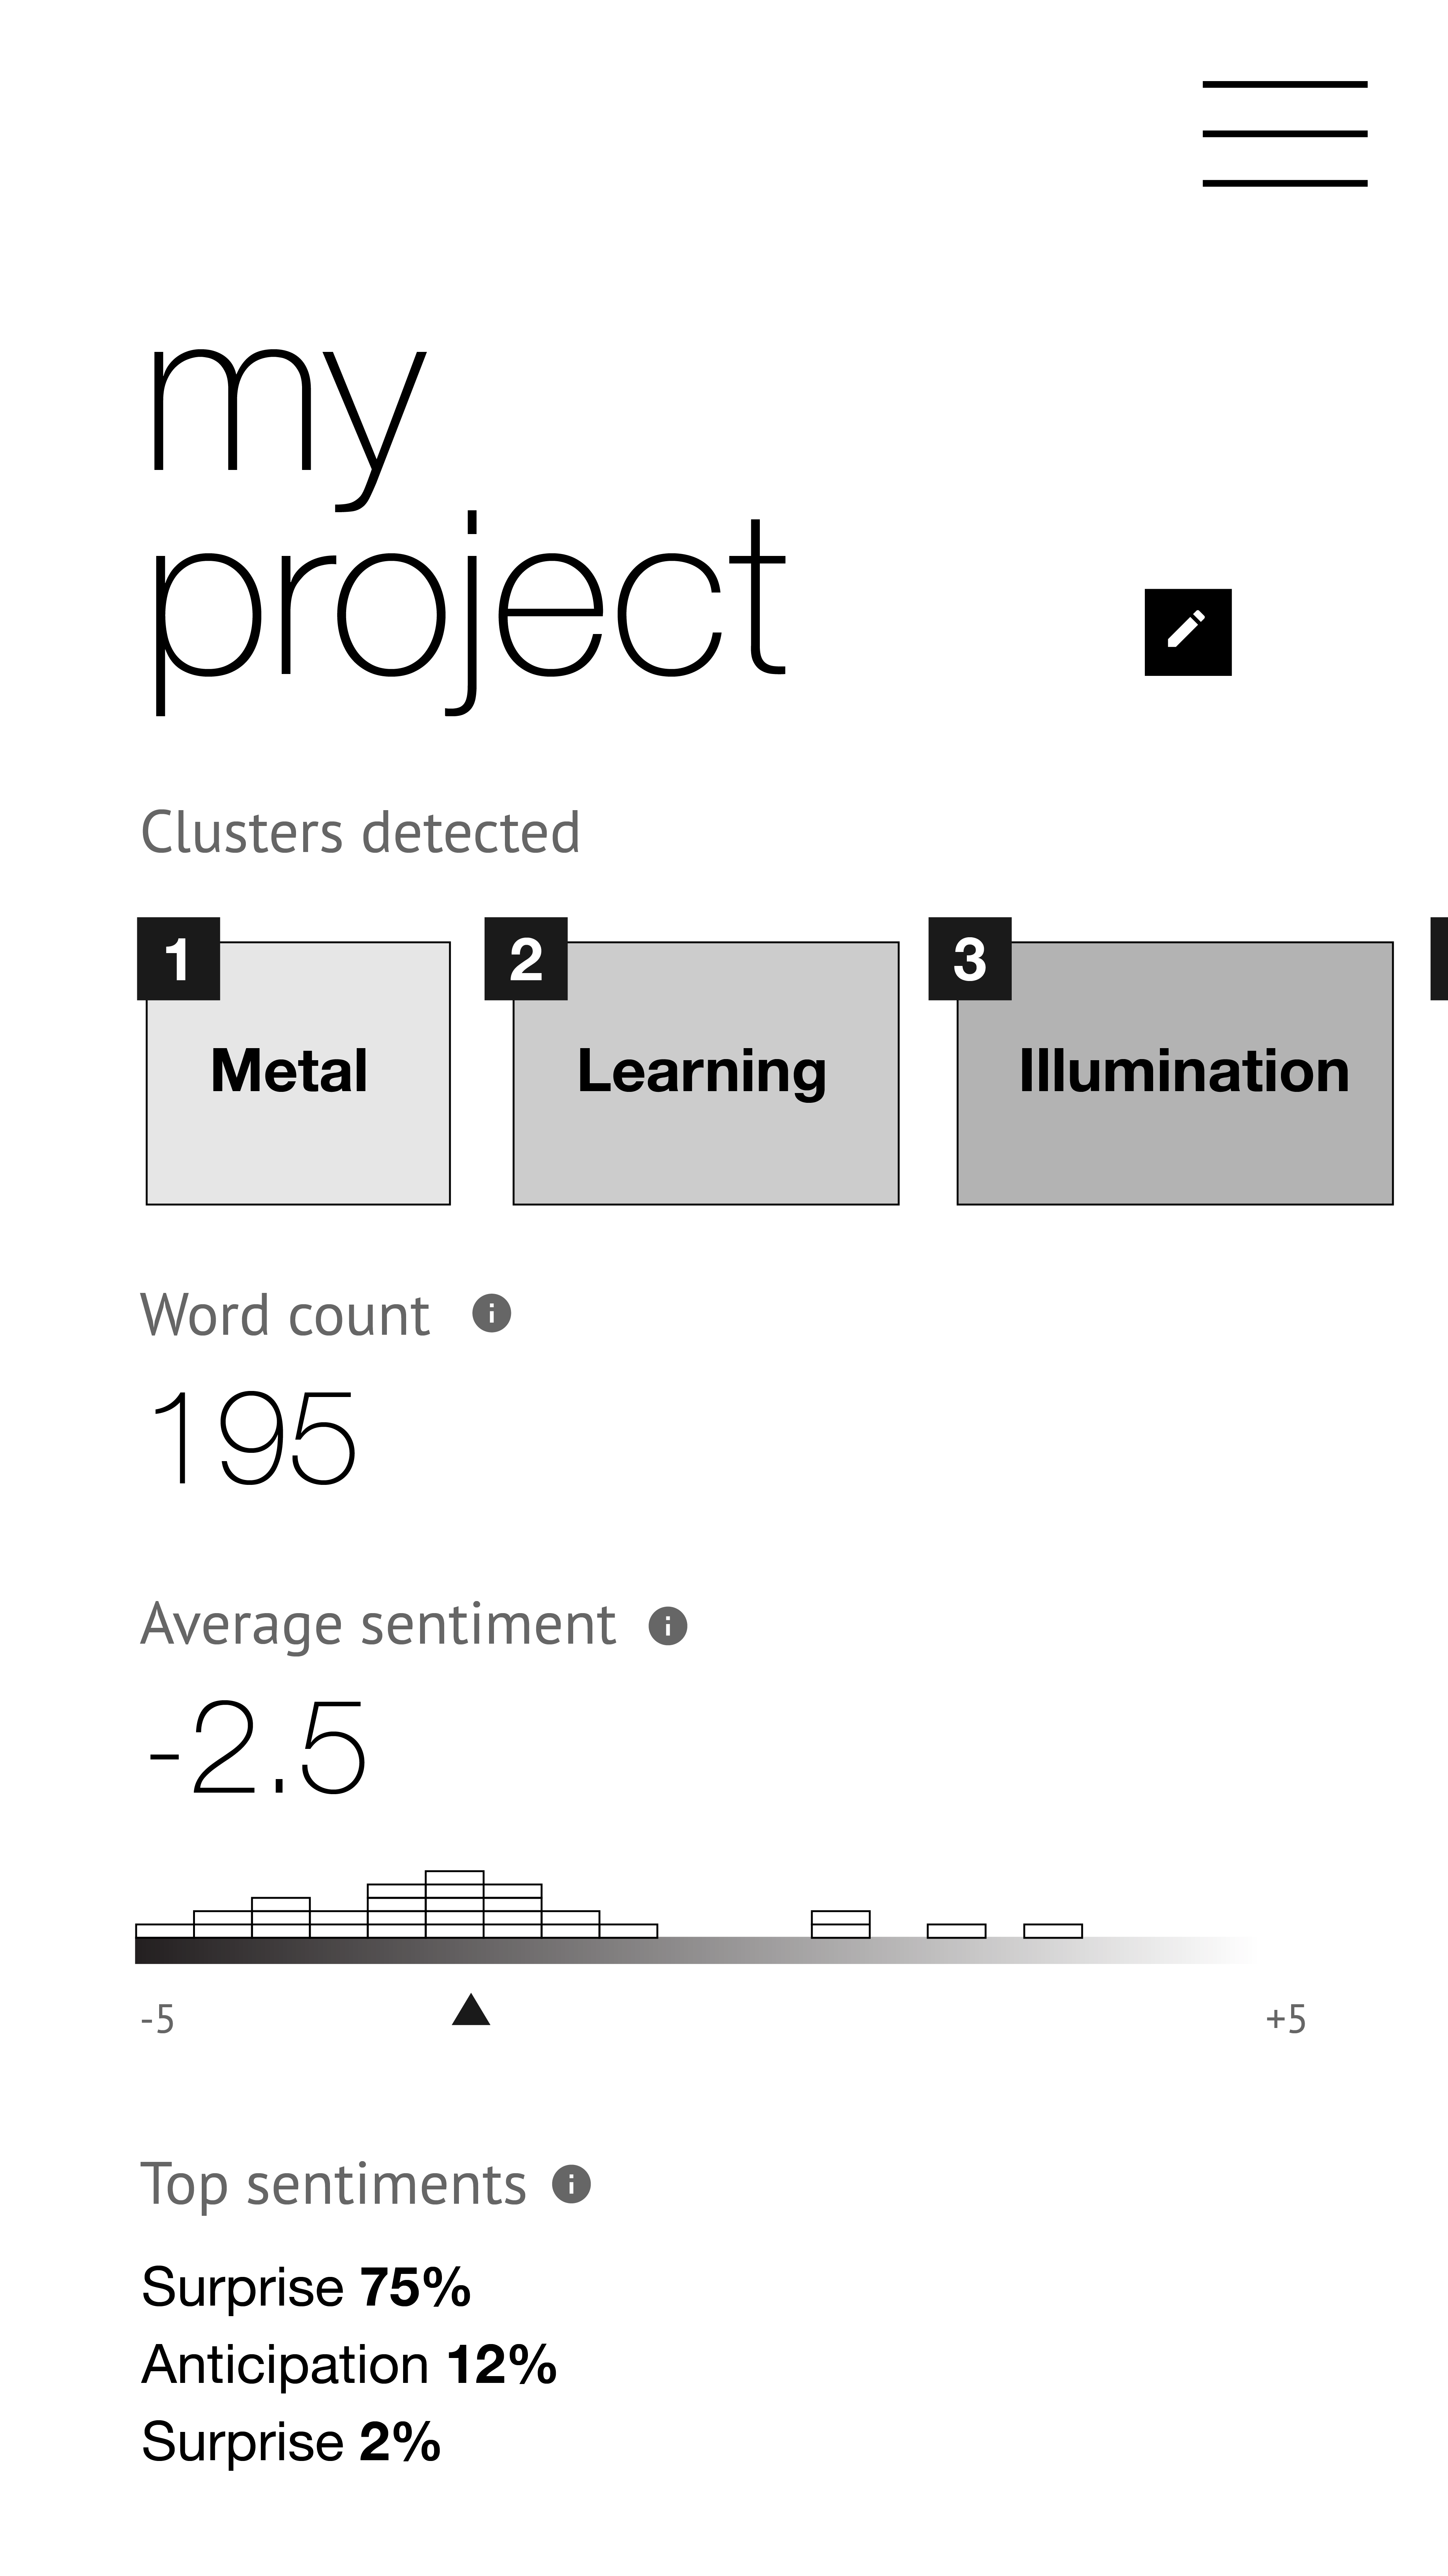 my
project
Clusters detected
1 2 3
Metal Learning Illumination
Word count i
195
Average sentiment i
-2.5
-5 +5
Top sentiments i
Surprise 75%
Anticipation 12%
Surprise 2%